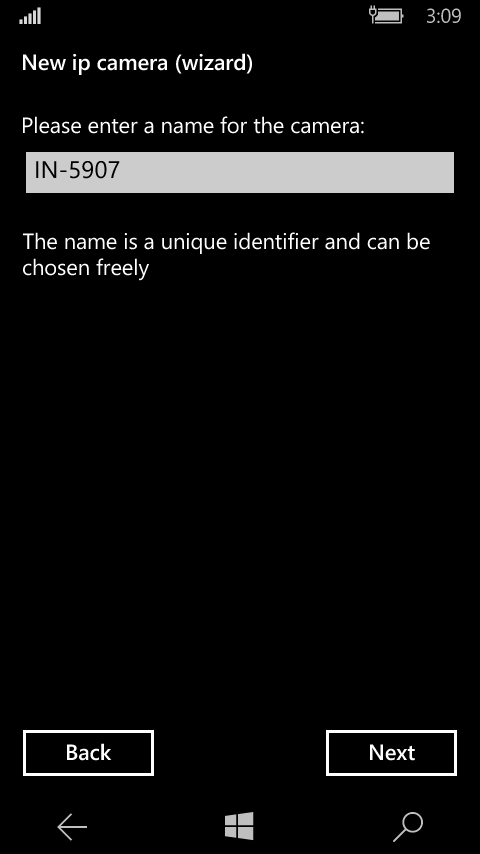 3:09
New ip camera (wizard)
Please enter a name for the camera:
IN-5907
The name is a unique identifier and can be
chosen freely
Back
Next